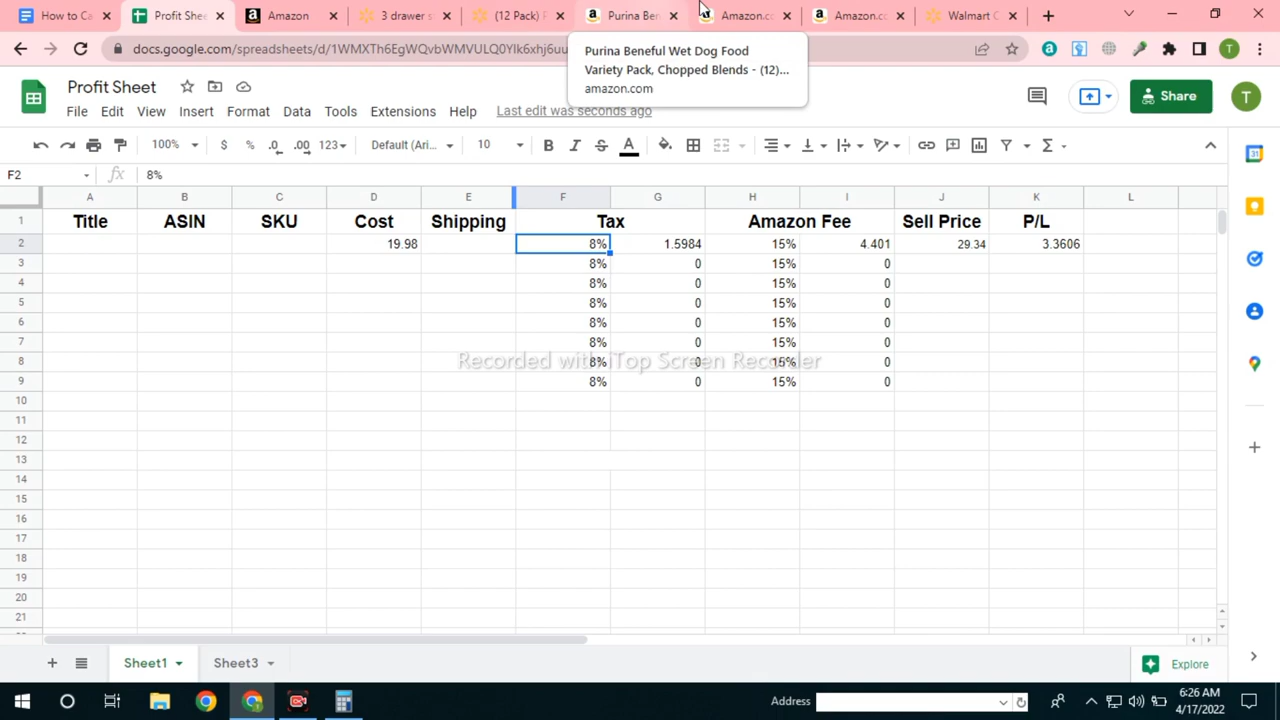 How to Ca
Profit Shee
Amazon
3 drawer s
(12 Pack) P
Purina Ben
Amazon.co
Amazon.co
Walmart C
docs.google.com/spreadsheets/d/1WMXTh6EgWQvbWMVULQ0Ylk6xhj6uu
Purina Beneful Wet Dog Food
Variety Pack, Chopped Blends - (12)...
amazon.com
T
Profit Sheet
File Edit View Insert Format Data Tools Extensions Help Last edit was seconds ago
Share
T
100% $ % .0 .00 123 Default (Ari... 10 B I S A
F2 fx 8%
A B C D E F G H I J K L
1 Title ASIN SKU Cost Shipping Tax Amazon Fee Sell Price P/L
2 19.98 8% 1.5984 15% 4.401 29.34 3.3606
3 8% 0 15% 0
4 8% 0 15% 0
5 8% 0 15% 0
6 8% 0 15% 0
7 8% 0 15% 0
8 8% 0 15% 0
Recorded with iTop Screen Recorder
9 8% 0 15% 0
10
11
12
13
14
15
16
17
18
19
20
21
Sheet1 Sheet3
Explore
Address
6:26 AM
4/17/2022